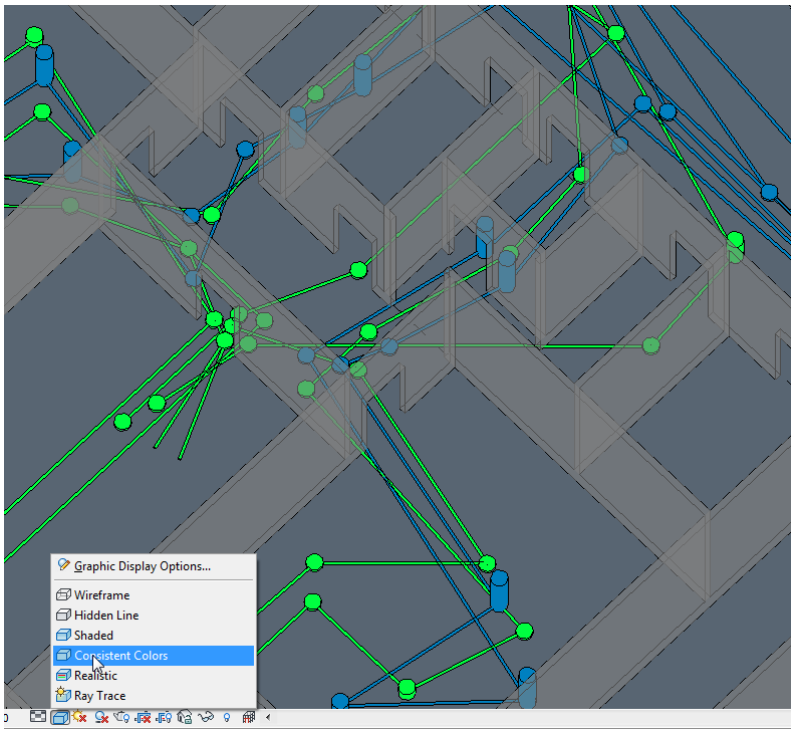 Graphic Display Options...
Wireframe
Hidden Line
Shaded
Consistent Colors
Realistic
Ray Trace